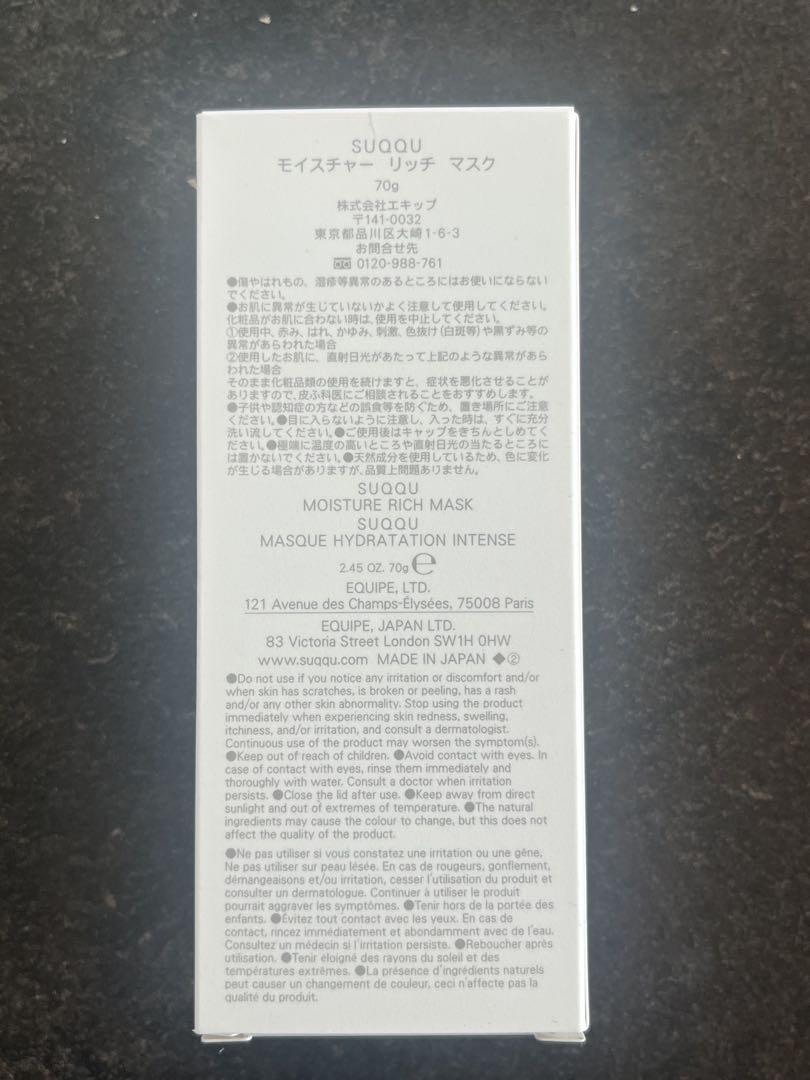 SUQQU
モイスチャー リッチ マスク
70g
株式会社エキップ
〒141-0032
東京都品川区大崎1-6-3
お問合せ先
0120-988-761
●傷やはれもの、湿疹等異常のあるところにはお使いにならない
でください。
●お肌に異常が生じていないかよく注意して使用してください。
化粧品がお肌に合わない時は、使用を中止してください。
①使用中、赤み、はれ、かゆみ、刺激、色抜け(白斑等)や黒ずみ等の
異常があらわれた場合
②使用したお肌に、直射日光があたって上記のような異常があら
われた場合
そのまま化粧品類の使用を続けますと、症状を悪化させることが
ありますので、皮ふ科医にご相談されることをおすすめします。
●子供や認知症の方などの誤食等を防ぐため、置き場所にご注意
ください。●目に入らないように注意し、入った時は、すぐに充分
洗い流してください。●ご使用後はキャップをきちんとしめてく
ださい。●極端に温度の高いところや直射日光の当たるところに
は置かないでください。●天然成分を使用しているため、色に変化
が生じる場合がありますが、品質上問題ありません。
SUQQU
MOISTURE RICH MASK
SUQQU
MASQUE HYDRATATION INTENSE
2.45 OZ. 70g ℮
EQUIPE, LTD.
121 Avenue des Champs-Élysées, 75008 Paris
EQUIPE, JAPAN LTD.
83 Victoria Street London SW1H 0HW
www.suqqu.com MADE IN JAPAN ◆②
●Do not use if you notice any irritation or discomfort and/or
when skin has scratches, is broken or peeling, has a rash
and/or any other skin abnormality. Stop using the product
immediately when experiencing skin redness, swelling,
itchiness, and/or irritation, and consult a dermatologist.
Continuous use of the product may worsen the symptom(s).
●Keep out of reach of children. ●Avoid contact with eyes. In
case of contact with eyes, rinse them immediately and
thoroughly with water. Consult a doctor when irritation
persists. ●Close the lid after use. ●Keep away from direct
sunlight and out of extremes of temperature. ●The natural
ingredients may cause the colour to change, but this does not
affect the quality of the product.
●Ne pas utiliser si vous constatez une irritation ou une gêne.
Ne pas utiliser sur peau lésée. En cas de rougeurs, gonflement,
démangeaisons et/ou irritation, cesser l'utilisation du produit et
consulter un dermatologue. Continuer à utiliser le produit
pourrait aggraver les symptômes. ●Tenir hors de la portée des
enfants. ●Évitez tout contact avec les yeux. En cas de
contact, rincez immédiatement et abondamment avec de l'eau.
Consultez un médecin si l'irritation persiste. ●Reboucher après
utilisation. ●Tenir éloigné des rayons du soleil et des
températures extrêmes. ●La présence d'ingrédients naturels
peut causer un changement de couleur, ceci n'affecte pas la
qualité du produit.